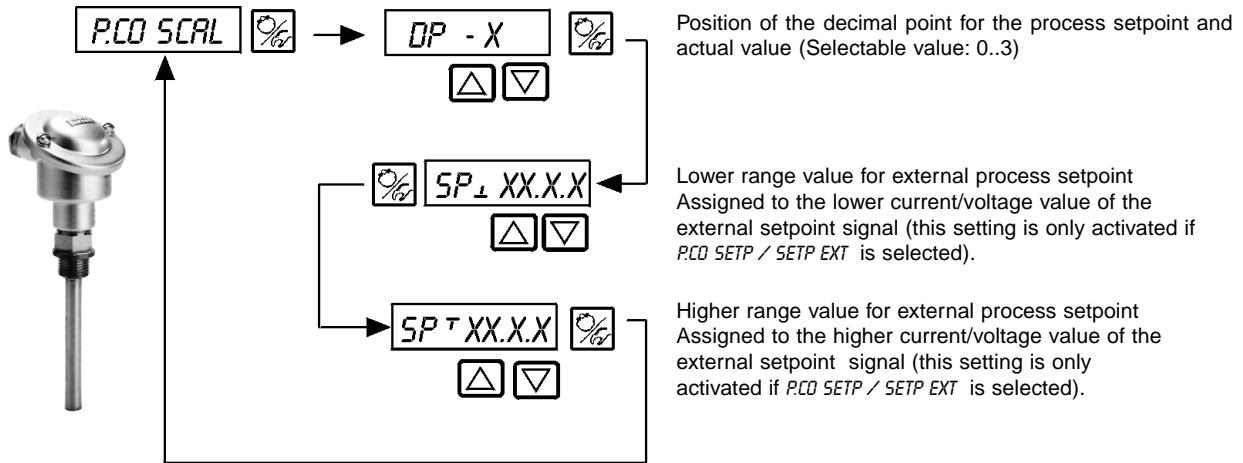 P.CO SCAL
DP - X
Position of the decimal point for the process setpoint and
actual value (Selectable value: 0..3)
SP⊥ XX.X.X
Lower range value for external process setpoint
Assigned to the lower current/voltage value of the
external setpoint signal (this setting is only activated if
P.CO SETP / SETP EXT is selected).
SP⊤ XX.X.X
Higher range value for external process setpoint
Assigned to the higher current/voltage value of the
external setpoint signal (this setting is only
activated if P.CO SETP / SETP EXT is selected).